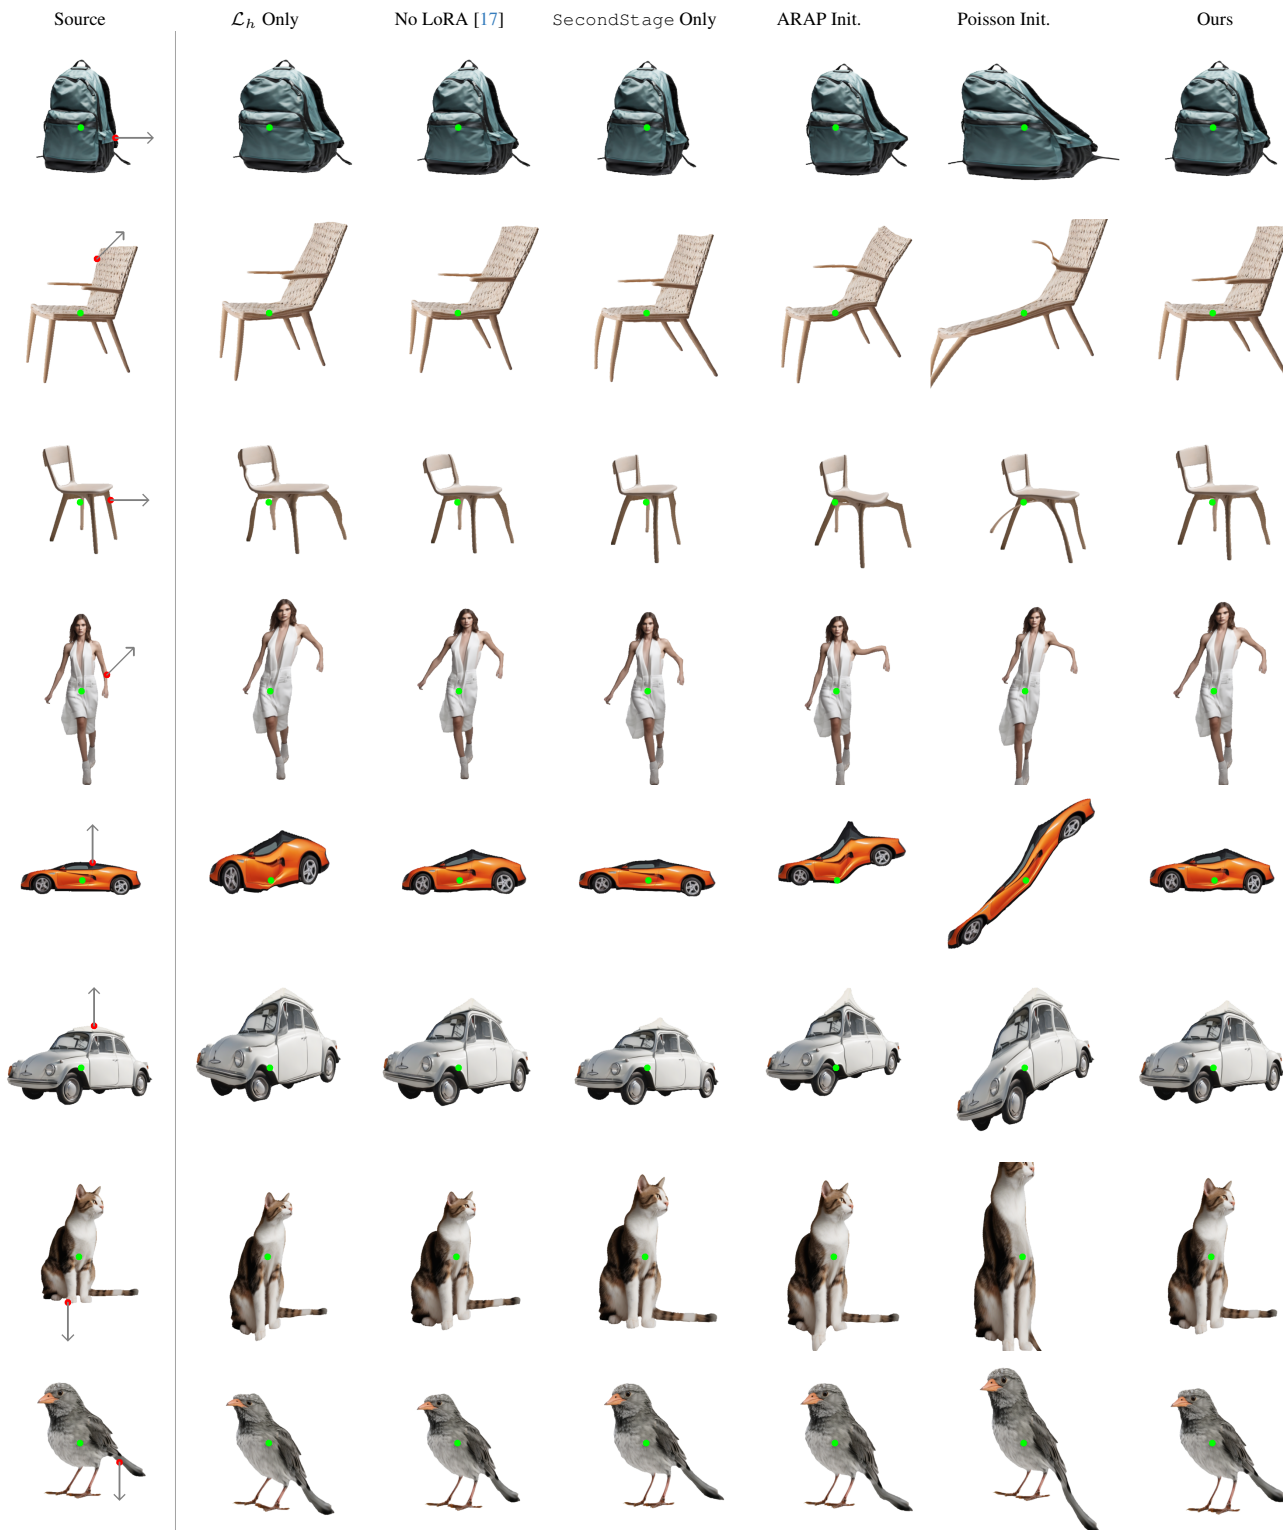 Source ℒₕ Only No LoRA [17] SecondStage Only ARAP Init. Poisson Init. Ours